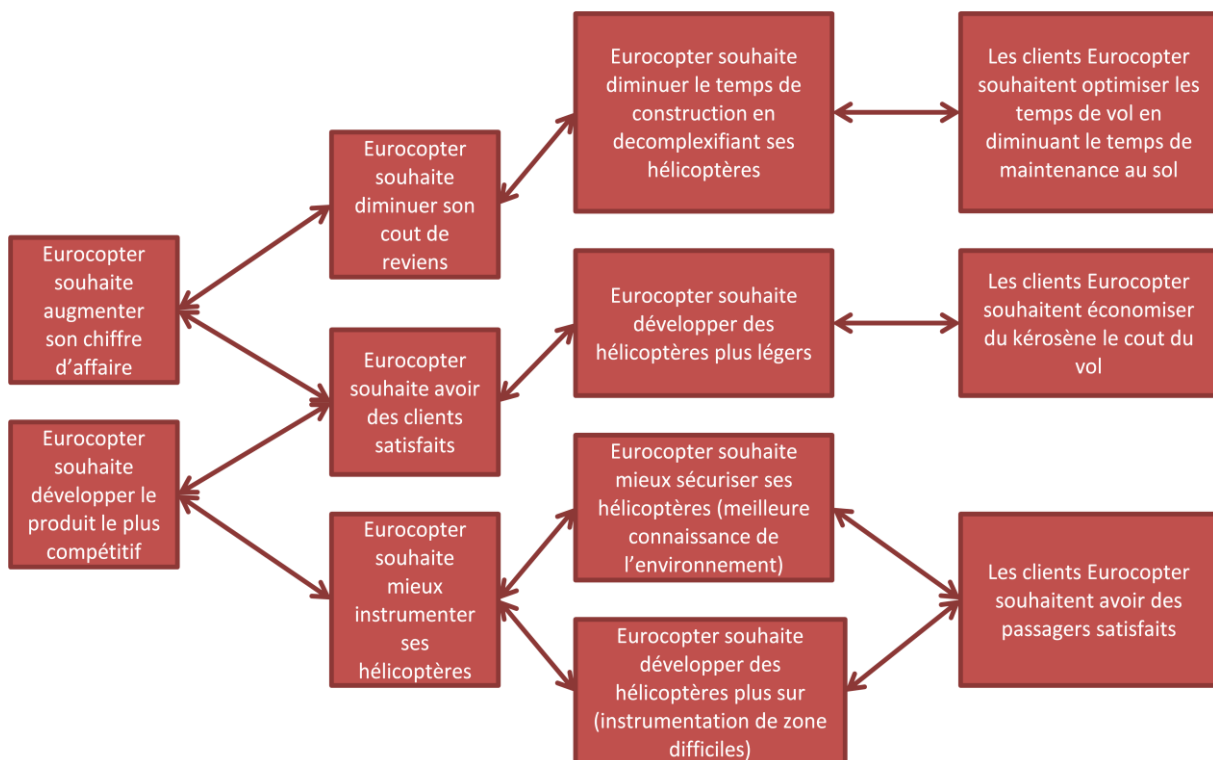 Eurocopter
souhaite
augmenter
son chiffre
d'affaire
Eurocopter
souhaite
développer le
produit le plus
compétitif
Eurocopter
souhaite
diminuer son
cout de
reviens
Eurocopter
souhaite avoir
des clients
satisfaits
Eurocopter
souhaite
mieux
instrumenter
ses
hélicoptères
Eurocopter souhaite
diminuer le temps de
construction en
decomplexifiant ses
hélicoptères
Eurocopter souhaite
développer des
hélicoptères plus légers
Eurocopter souhaite
mieux sécuriser ses
hélicoptères (meilleure
connaissance de
l'environnement)
Eurocopter souhaite
développer des
hélicoptères plus sur
(instrumentation de zone
difficiles)
Les clients Eurocopter
souhaitent optimiser les
temps de vol en
diminuant le temps de
maintenance au sol
Les clients Eurocopter
souhaitent économiser
du kérosène le cout du
vol
Les clients Eurocopter
souhaitent avoir des
passagers satisfaits